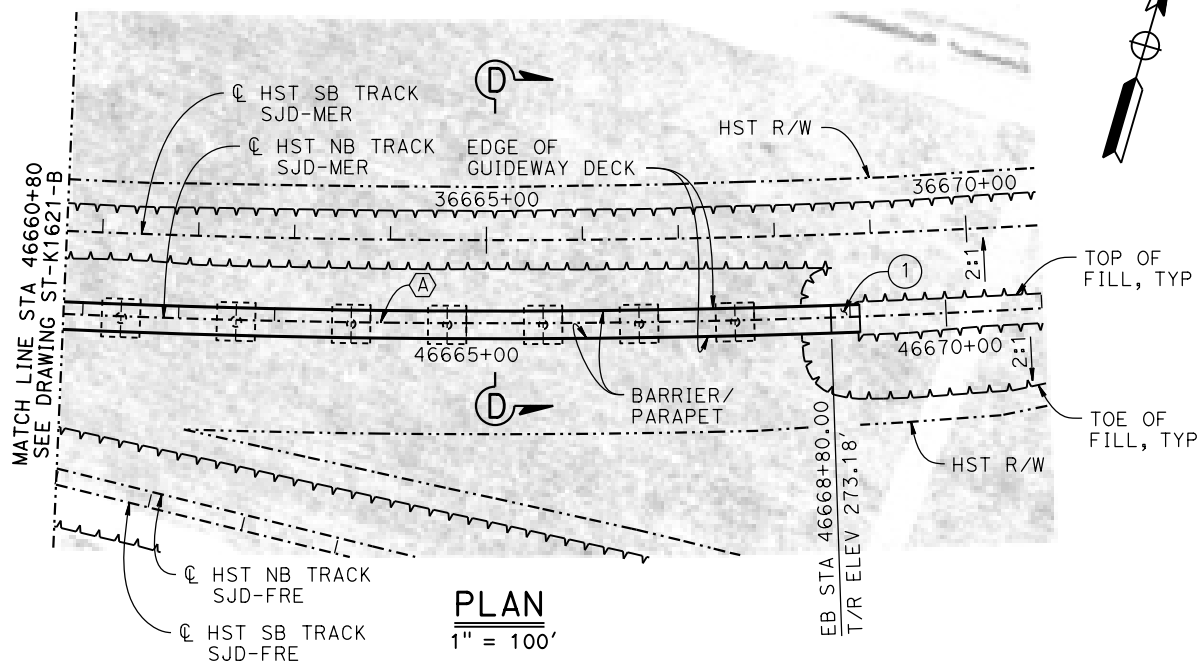 D
℄ HST SB TRACK
SJD-MER
℄ HST NB TRACK
SJD-MER
EDGE OF
GUIDEWAY DECK
HST R/W
MATCH LINE STA 46660+80
SEE DRAWING ST-K1621-B
36665+00
36670+00
2:1
TOP OF
FILL, TYP
A
1
46665+00
46670+00
2:1
D
BARRIER/
PARAPET
EB STA 46668+80.00
T/R ELEV 273.18'
TOE OF
FILL, TYP
HST R/W
℄ HST NB TRACK
SJD-FRE
℄ HST SB TRACK
SJD-FRE
PLAN
1" = 100'